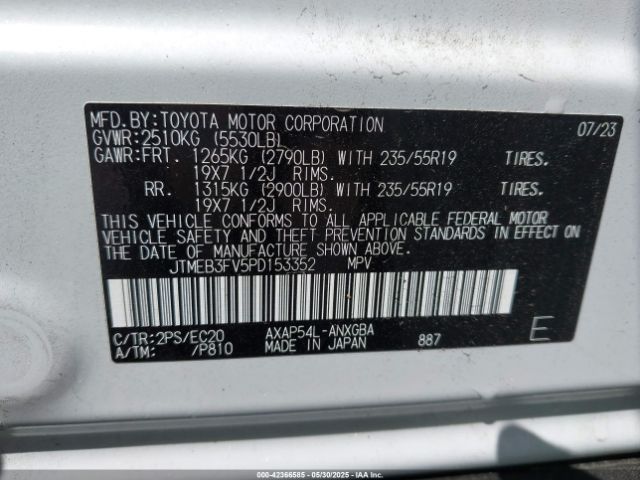 MFD.BY:TOYOTA MOTOR CORPORATION 07/23
GVWR:2510KG (5530LB)
GAWR:FRT. 1265KG (2790LB) WITH 235/55R19 TIRES.
19X7 1/2J RIMS.
RR. 1315KG (2900LB) WITH 235/55R19 TIRES.
19X7 1/2J RIMS.
THIS VEHICLE CONFORMS TO ALL APPLICABLE FEDERAL MOTOR
VEHICLE SAFETY AND THEFT PREVENTION STANDARDS IN EFFECT ON
THE DATE OF MANUFACTURE SHOWN ABOVE.
JTMEB3FV5PD153352 MPV
C/TR:2PS/EC20 AXAP54L-ANXGBA
A/TM: /P810 MADE IN JAPAN 887 E
000-42366585 - 05/30/2025 - IAA Inc. All Rights Reserved